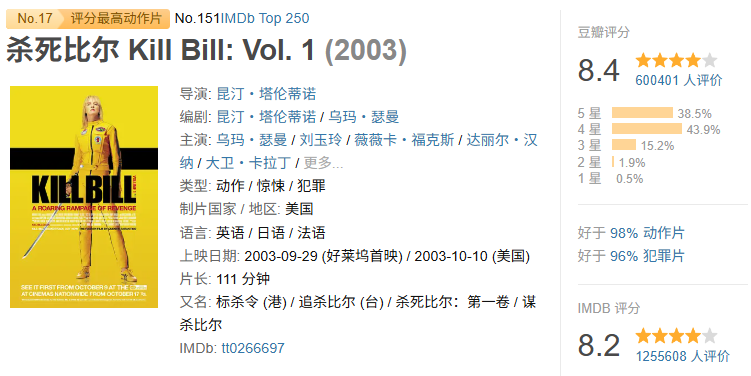 No.17 评分最高动作片 No.151IMDb Top 250
杀死比尔 Kill Bill: Vol. 1 (2003)
KILL BILL
A ROARING RAMPAGE OF REVENGE
SEE IT FIRST FROM OCTOBER 9 AT THE
AT CINEMAS NATIONWIDE FROM OCTOBER 17
导演: 昆汀·塔伦蒂诺
编剧: 昆汀·塔伦蒂诺 / 乌玛·瑟曼
主演: 乌玛·瑟曼 / 刘玉玲 / 薇薇卡·福克斯 / 达丽尔·汉
纳 / 大卫·卡拉丁 / 更多...
类型: 动作 / 惊悚 / 犯罪
制片国家 / 地区: 美国
语言: 英语 / 日语 / 法语
上映日期: 2003-09-29 (好莱坞首映) / 2003-10-10 (美国)
片长: 111 分钟
又名: 标杀令 (港) / 追杀比尔 (台) / 杀死比尔：第一卷 / 谋
杀比尔
IMDb: tt0266697
豆瓣评分
8.4
600401 人评价
5 星 38.5%
4 星 43.9%
3 星 15.2%
2 星 1.9%
1 星 0.5%
好于 98% 动作片
好于 96% 犯罪片
IMDB 评分
8.2
1255608 人评价